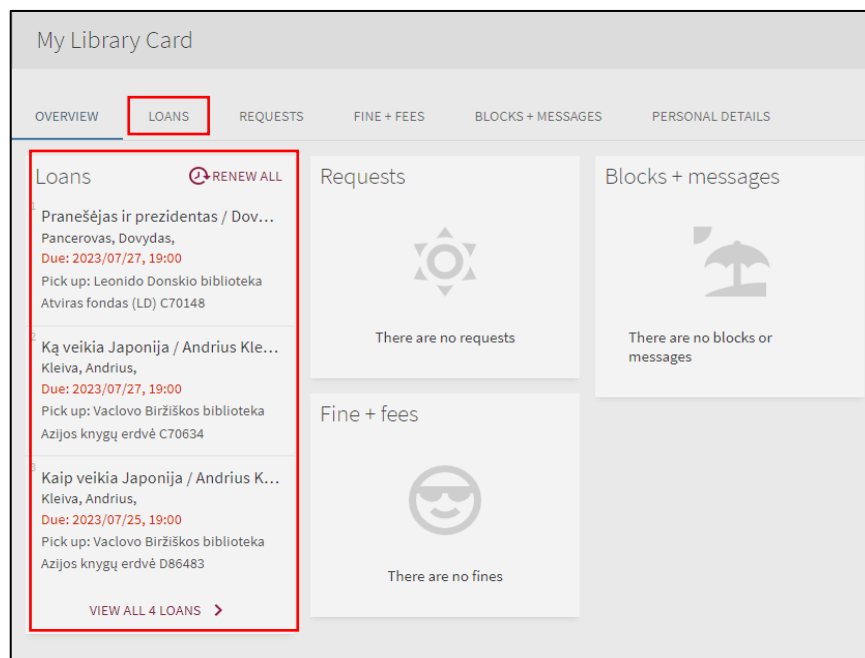 My Library Card
OVERVIEW LOANS REQUESTS FINE + FEES BLOCKS + MESSAGES PERSONAL DETAILS
Loans RENEW ALL
1
Pranešėjas ir prezidentas / Dov...
Pancerovas, Dovydas,
Due: 2023/07/27, 19:00
Pick up: Leonido Donskio biblioteka
Atviras fondas (LD) C70148
2
Ką veikia Japonija / Andrius Kle...
Kleiva, Andrius,
Due: 2023/07/27, 19:00
Pick up: Vaclovo Biržiškos biblioteka
Azijos knygų erdvė C70634
3
Kaip veikia Japonija / Andrius K...
Kleiva, Andrius,
Due: 2023/07/25, 19:00
Pick up: Vaclovo Biržiškos biblioteka
Azijos knygų erdvė D86483
VIEW ALL 4 LOANS
Requests
There are no requests
Fine + fees
There are no fines
Blocks + messages
There are no blocks or
messages